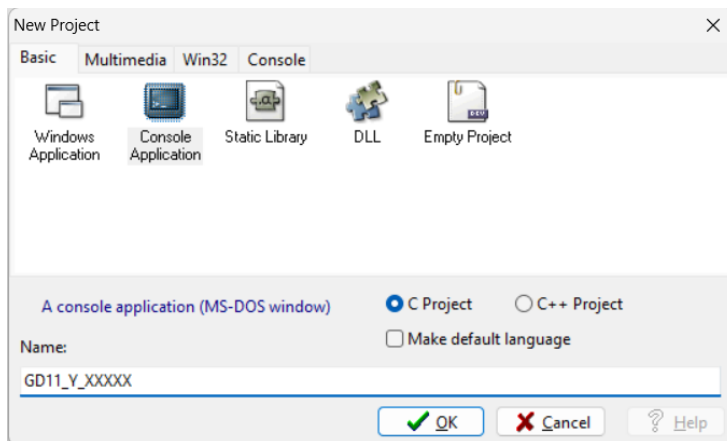 New Project
Basic Multimedia Win32 Console
Windows Application
Console Application
Static Library
DLL
Empty Project
DEV
A console application (MS-DOS window)
C Project C++ Project
Make default language
Name:
GD11_Y_XXXXX
OK Cancel ? Help